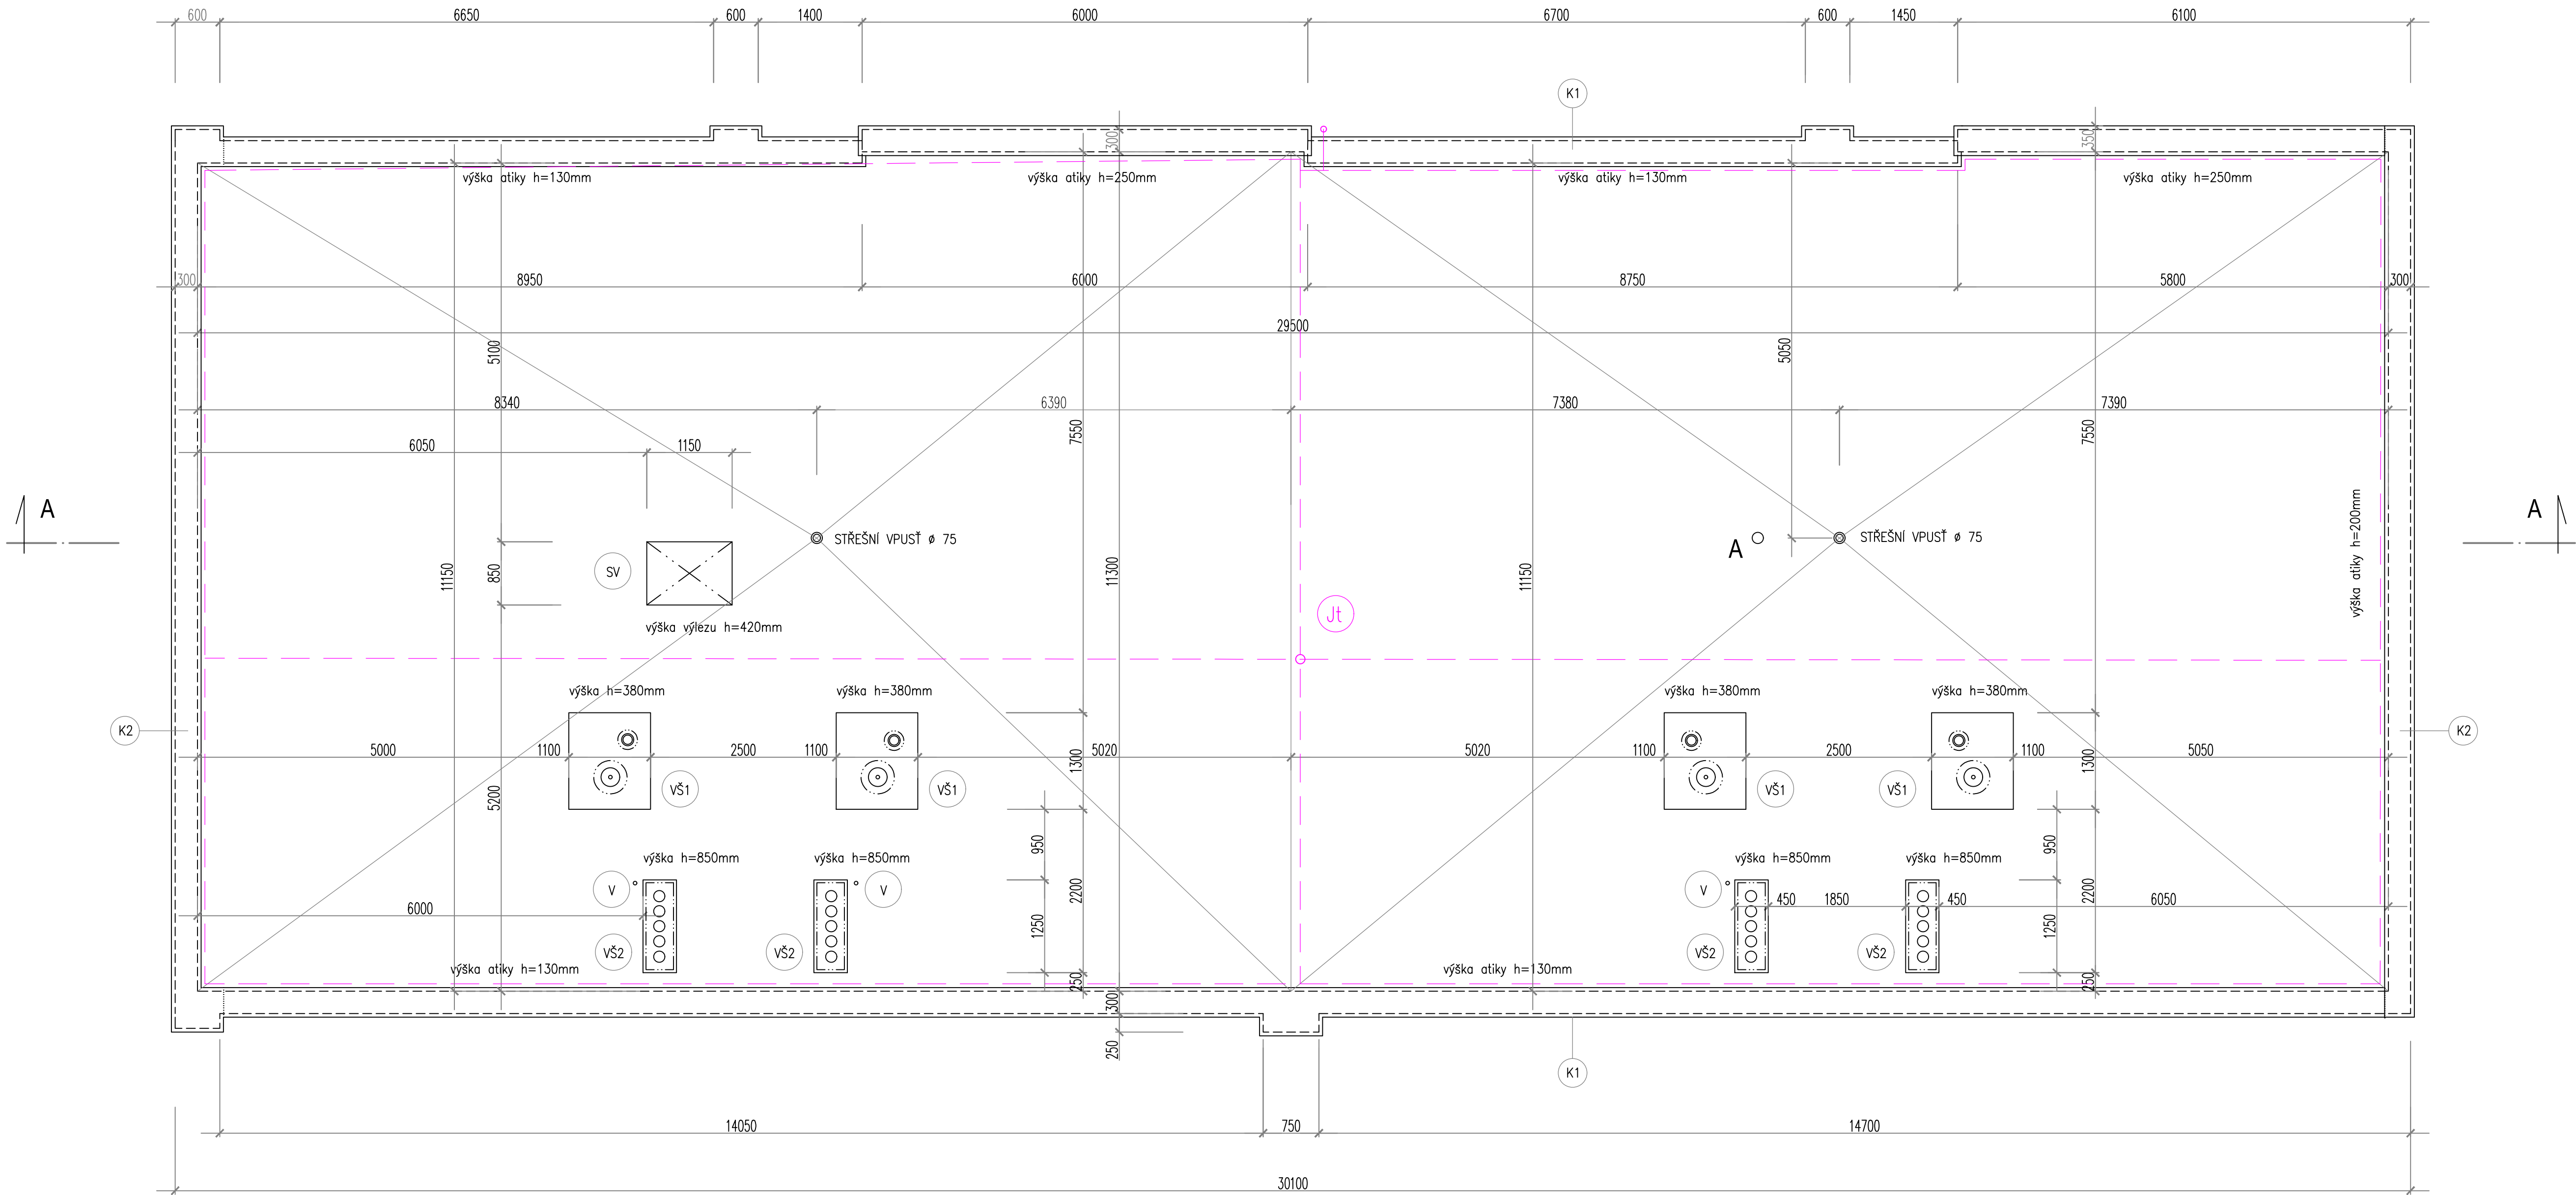 600 6650 600 1400 6000 6700 600 1450 6100
K1
300 350
výška atiky h=130mm výška atiky h=250mm výška atiky h=130mm výška atiky h=250mm
300 8950 6000 8750 5800 300
29500
5100 5050
8340 6390 7380 7390
7550 7550
6050 1150
A A
výška atiky h=200mm
STŘEŠNÍ VPUSŤ ø 75 A STŘEŠNÍ VPUSŤ ø 75
SV 11150 850 11300 11150
Jt
výška výlezu h=420mm
výška h=380mm výška h=380mm výška h=380mm výška h=380mm
K2 K2
5000 1100 2500 1100 5020 1300 5020 1100 2500 1100 1300 5050
VŠ1 VŠ1 VŠ1 VŠ1
5200
950 950
výška h=850mm výška h=850mm výška h=850mm výška h=850mm
V V V
2200 2200
6000 450 1850 450 6050
1250 1250
VŠ2 VŠ2 VŠ2 VŠ2
výška atiky h=130mm výška atiky h=130mm
250 250
300
250
K1
14050 750 14700
30100